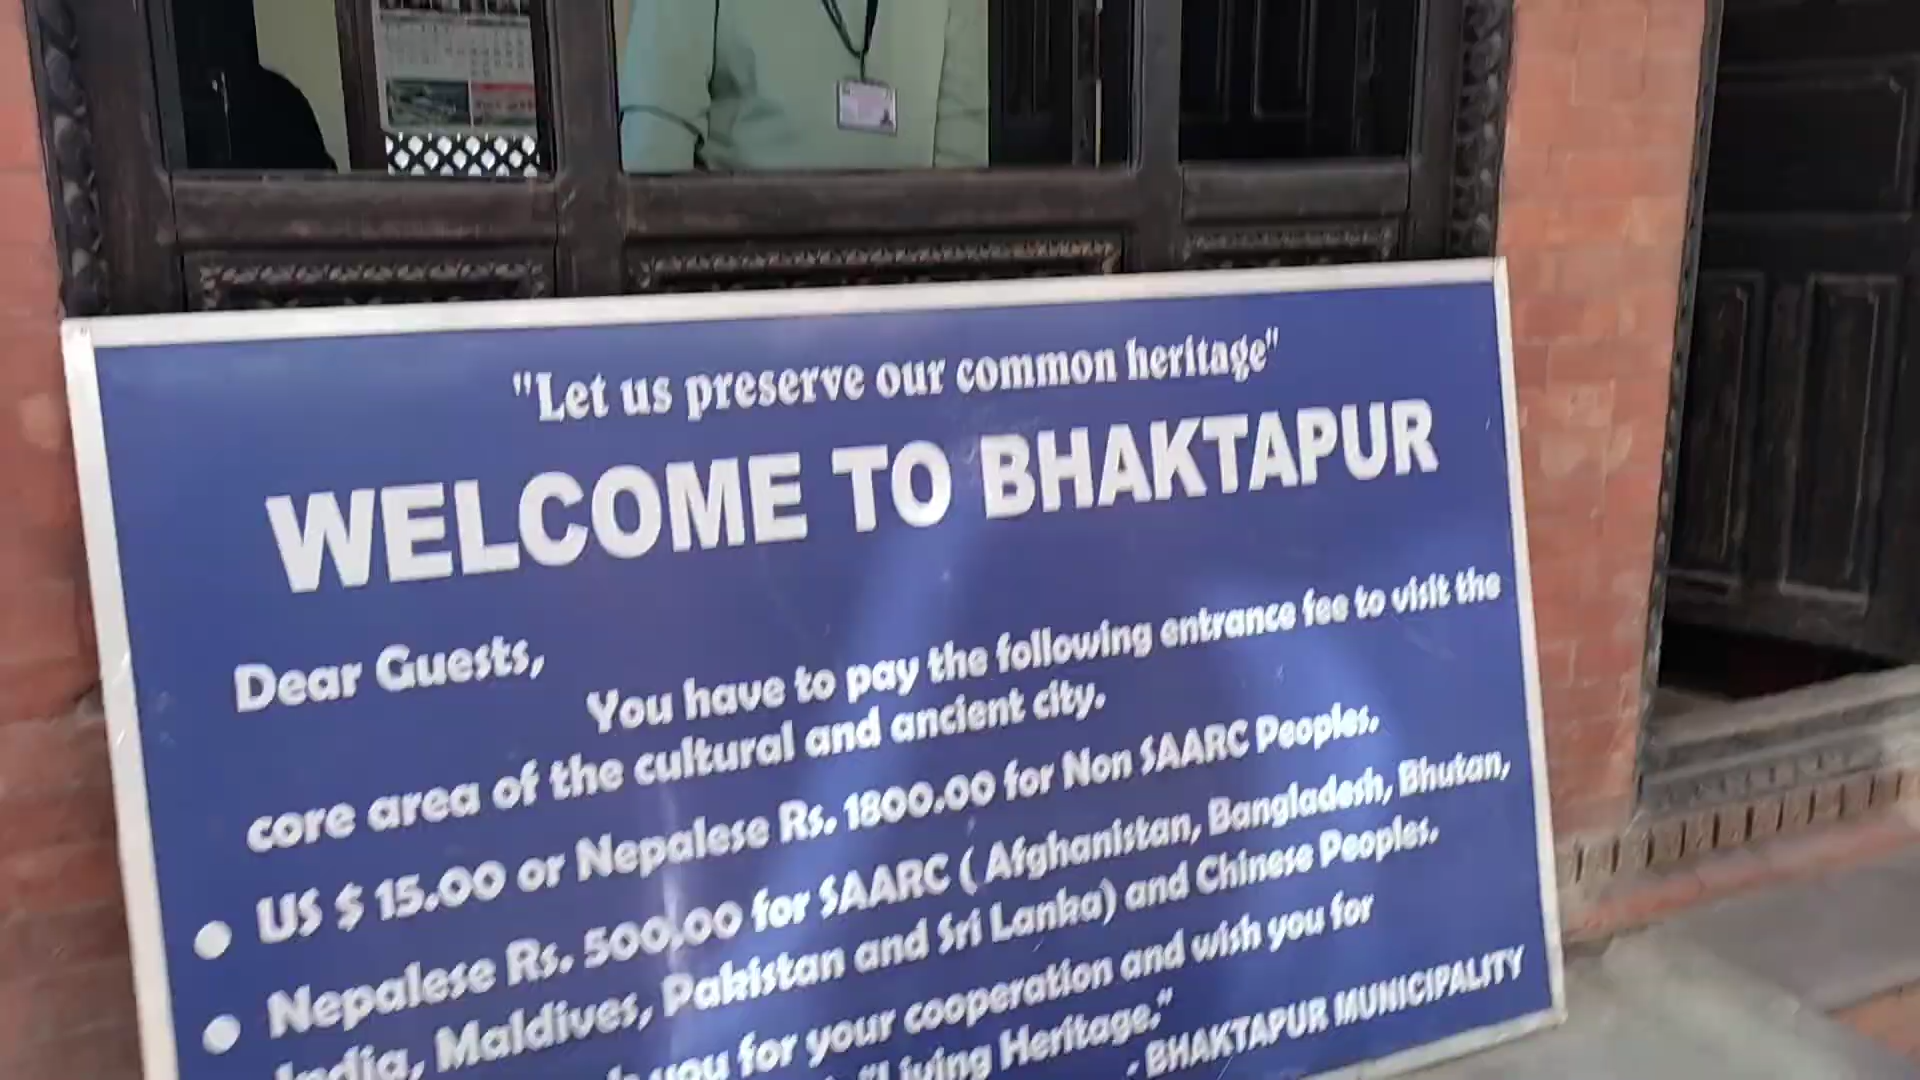 "Let us preserve our common heritage"
WELCOME TO BHAKTAPUR
Dear Guests,
You have to pay the following entrance fee to visit the
core area of the cultural and ancient city.
● US $ 15.00 or Nepalese Rs. 1800.00 for Non SAARC Peoples.
● Nepalese Rs. 500.00 for SAARC ( Afghanistan, Bangladesh, Bhutan,
India, Maldives, Pakistan and Sri Lanka) and Chinese Peoples.
you for your cooperation and wish you for
"Living Heritage."
- BHAKTAPUR MUNICIPALITY